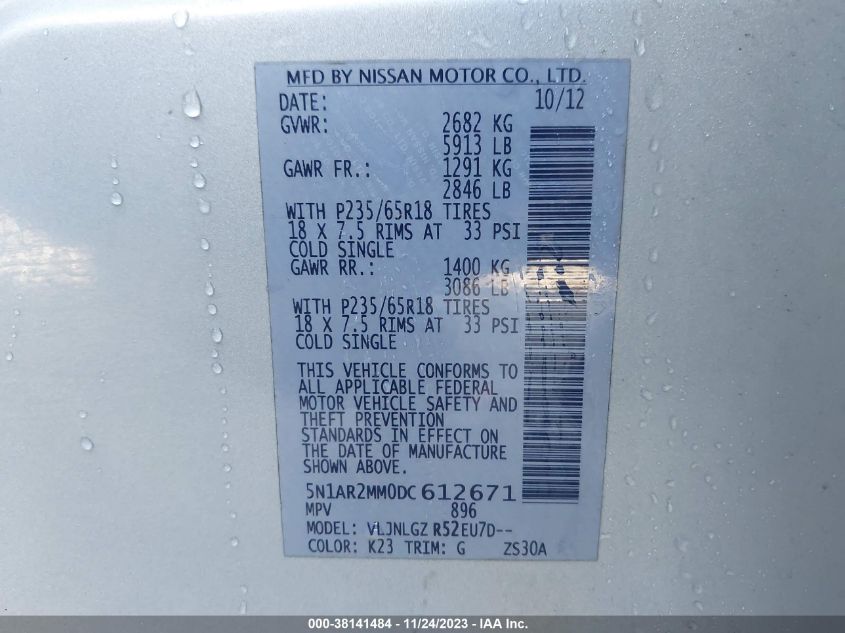 MFD BY NISSAN MOTOR CO., LTD.
DATE: 10/12
GVWR: 2682 KG
5913 LB
GAWR FR.: 1291 KG
2846 LB
WITH P235/65R18 TIRES
18 X 7.5 RIMS AT 33 PSI
COLD SINGLE
GAWR RR.: 1400 KG
3086 LB
WITH P235/65R18 TIRES
18 X 7.5 RIMS AT 33 PSI
COLD SINGLE
THIS VEHICLE CONFORMS TO
ALL APPLICABLE FEDERAL
MOTOR VEHICLE SAFETY AND
THEFT PREVENTION
STANDARDS IN EFFECT ON
THE DATE OF MANUFACTURE
SHOWN ABOVE.
5N1AR2MM0DC612671
MPV 896
MODEL: VLJNLGZ R52EU7D--
COLOR: K23 TRIM: G ZS30A
000-38141484 - 11/24/2023 - IAA Inc.